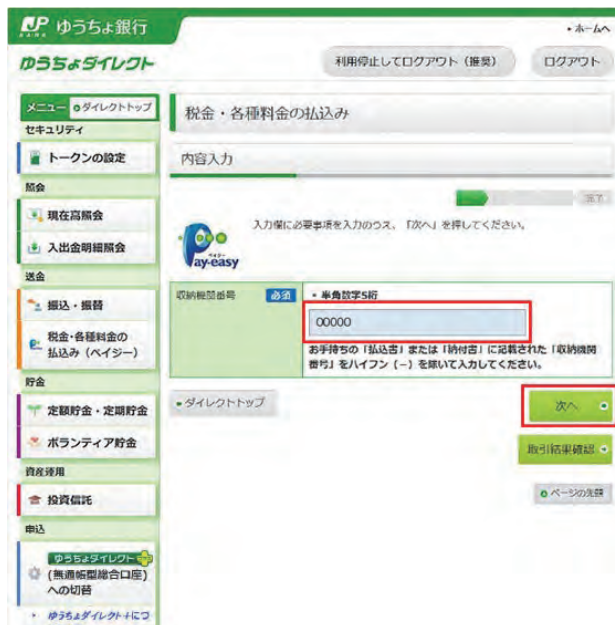 JP BANK ゆうちょ銀行
・ホームへ
ゆうちょダイレクト
利用停止してログアウト（推奨）
ログアウト
メニュー
ダイレクトトップ
セキュリティ
トークンの設定
照会
現在高照会
入出金明細照会
送金
振込・振替
税金・各種料金の
払込み（ペイジー）
貯金
定額貯金・定期貯金
ボランティア貯金
資産運用
投資信託
申込
ゆうちょダイレクト+
(無通帳型総合口座)
への切替
・ ゆうちょダイレクト+につ
税金・各種料金の払込み
内容入力
完了
入力欄に必要事項を入力のうえ、「次へ」を押してください。
ペイジー
Pay-easy
収納機関番号
必須
・半角数字5桁
00000
お手持ちの「払込書」または「納付書」に記載された「収納機関
番号」をハイフン（-）を除いて入力してください。
・ダイレクトトップ
次へ
取引結果確認
ページの先頭